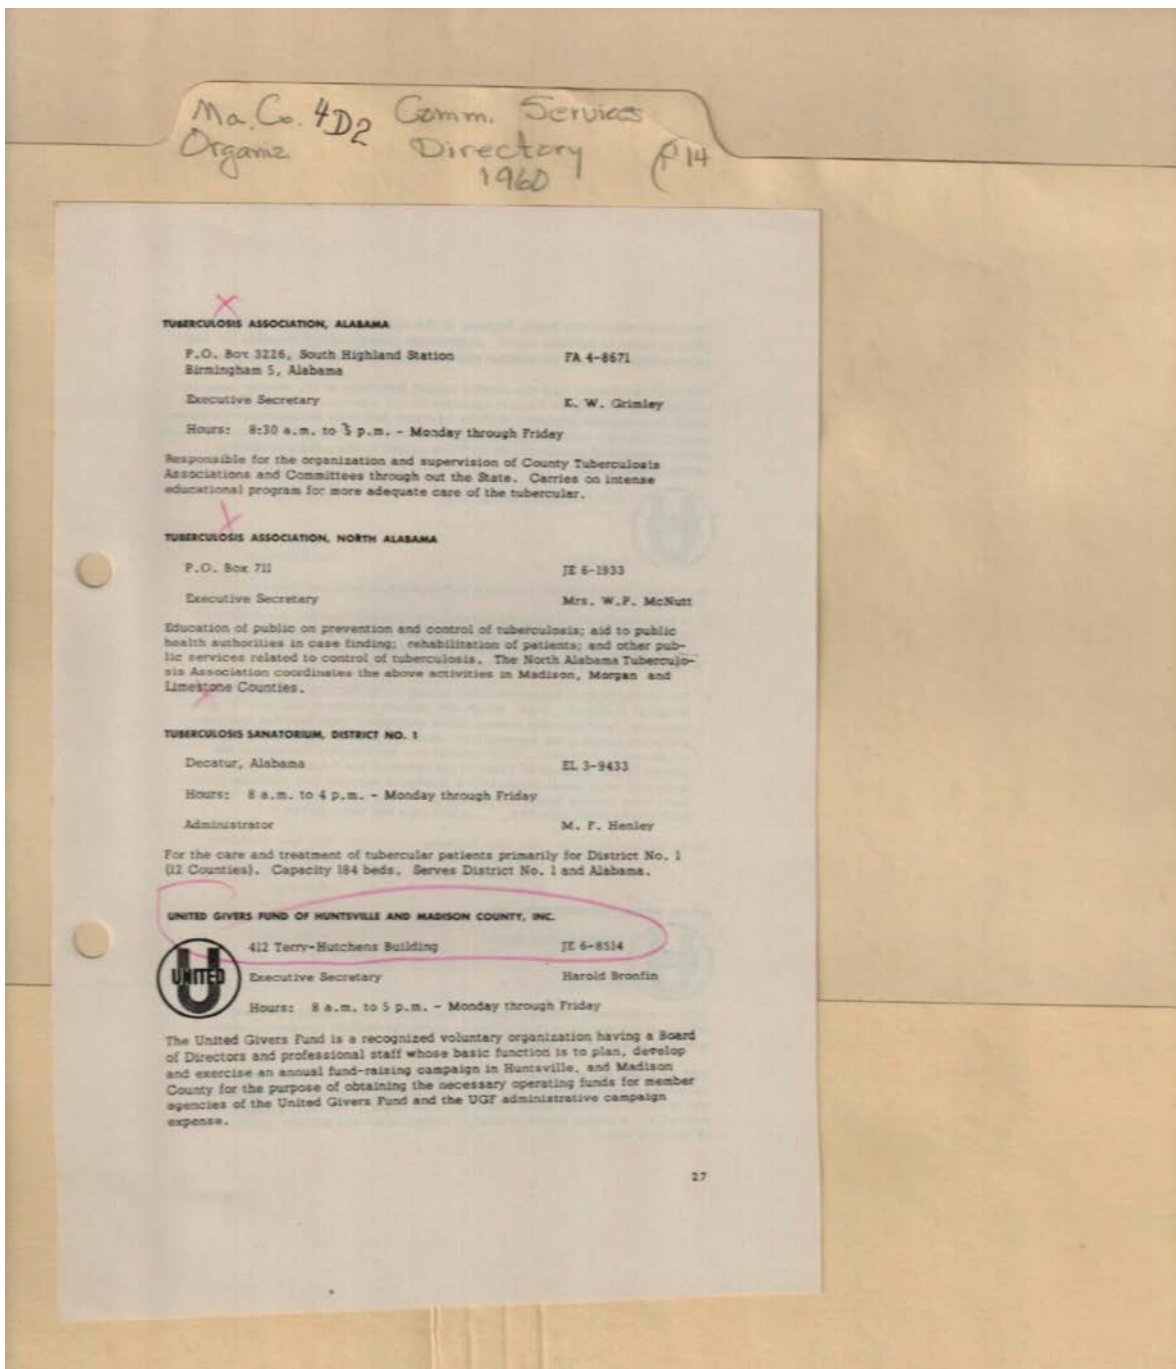 Ma. Co. 4D2 Comm. Services
Organiz. Directory p 14
1960
TUBERCULOSIS ASSOCIATION, ALABAMA
P.O. Box 3226, South Highland Station FA 4-8671
Birmingham 5, Alabama
Executive Secretary K. W. Grimley
Hours: 8:30 a.m. to 5 p.m. - Monday through Friday
Responsible for the organization and supervision of County Tuberculosis
Associations and Committees through out the State. Carries on intense
educational program for more adequate care of the tubercular.
TUBERCULOSIS ASSOCIATION, NORTH ALABAMA
P.O. Box 711 JE 6-1933
Executive Secretary Mrs. W.P. McNutt
Education of public on prevention and control of tuberculosis; aid to public
health authorities in case finding; rehabilitation of patients; and other pub-
lic services related to control of tuberculosis. The North Alabama Tuberculo-
sis Association coordinates the above activities in Madison, Morgan and
Limestone Counties.
TUBERCULOSIS SANATORIUM, DISTRICT NO. 1
Decatur, Alabama EL 3-9433
Hours: 8 a.m. to 4 p.m. - Monday through Friday
Administrator M. F. Henley
For the care and treatment of tubercular patients primarily for District No. 1
(12 Counties). Capacity 184 beds. Serves District No. 1 and Alabama.
UNITED GIVERS FUND OF HUNTSVILLE AND MADISON COUNTY, INC.
412 Terry-Hutchens Building JE 6-8514
UNITED Executive Secretary Harold Bronfin
Hours: 8 a.m. to 5 p.m. - Monday through Friday
The United Givers Fund is a recognized voluntary organization having a Board
of Directors and professional staff whose basic function is to plan, develop
and exercise an annual fund-raising campaign in Huntsville, and Madison
County for the purpose of obtaining the necessary operating funds for member
agencies of the United Givers Fund and the UGF administrative campaign
expense.
27